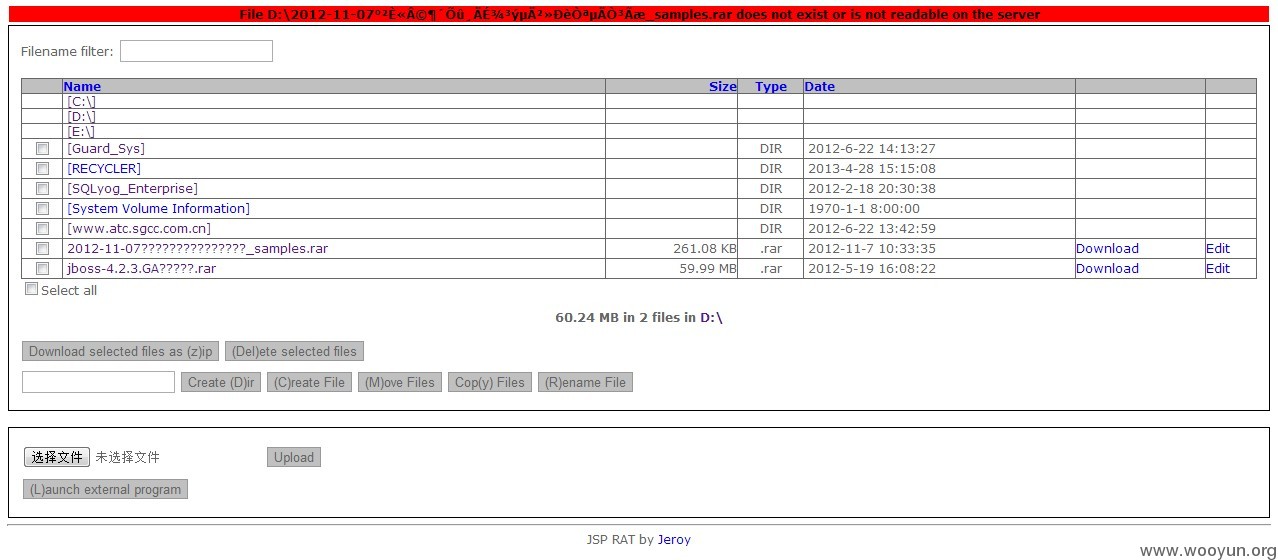 File D:\2012-11-07°²È«Â©¶´Ôû_ÂÉ¾³ýµÄ²»ÐèÒªµÄÒ³Ãæ_samples.rar does not exist or is not readable on the server
Filename filter:
Name Size Type Date
[C:\]
[D:\]
[E:\]
[Guard_Sys] DIR 2012-6-22 14:13:27
[RECYCLER] DIR 2013-4-28 15:15:08
[SQLyog_Enterprise] DIR 2012-2-18 20:30:38
[System Volume Information] DIR 1970-1-1 8:00:00
[www.atc.sgcc.com.cn] DIR 2012-6-22 13:42:59
2012-11-07???????????????_samples.rar 261.08 KB .rar 2012-11-7 10:33:35 Download Edit
jboss-4.2.3.GA?????.rar 59.99 MB .rar 2012-5-19 16:08:22 Download Edit
Select all
60.24 MB in 2 files in D:\
Download selected files as (z)ip (Del)ete selected files
Create (D)ir (C)reate File (M)ove Files Cop(y) Files (R)ename File
选择文件 未选择文件 Upload
(L)aunch external program
JSP RAT by Jeroy
www.wooyun.org